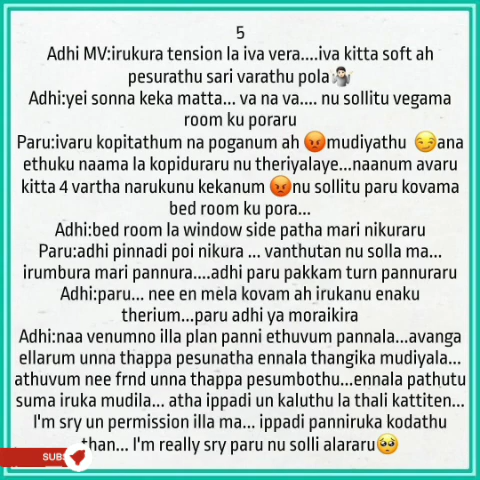 5
Adhi MV:irukura tension la iva vera....iva kitta soft ah
pesurathu sari varathu pola🤷🏻‍♂️
Adhi:yei sonna keka matta... va na va.... nu sollitu vegama
room ku poraru
Paru:ivaru kopitathum na poganum ah 😡mudiyathu 😏ana
ethuku naama la kopiduraru nu theriyalaye...naanum avaru
kitta 4 vartha narukunu kekanum 😡nu sollitu paru kovama
bed room ku pora...
Adhi:bed room la window side patha mari nikuraru
Paru:adhi pinnadi poi nikura ... vanthutan nu solla ma...
irumbura mari pannura....adhi paru pakkam turn pannuraru
Adhi:paru... nee en mela kovam ah irukanu enaku
therium...paru adhi ya moraikira
Adhi:naa venumno illa plan panni ethuvum pannala...avanga
ellarum unna thappa pesunatha ennala thangika mudiyala...
athuvum nee frnd unna thappa pesumbothu...ennala pathutu
suma iruka mudila... atha ippadi un kaluthu la thali kattiten...
I'm sry un permission illa ma... ippadi panniruka kodathu
than... I'm really sry paru nu solli alararu🥺
SUBS